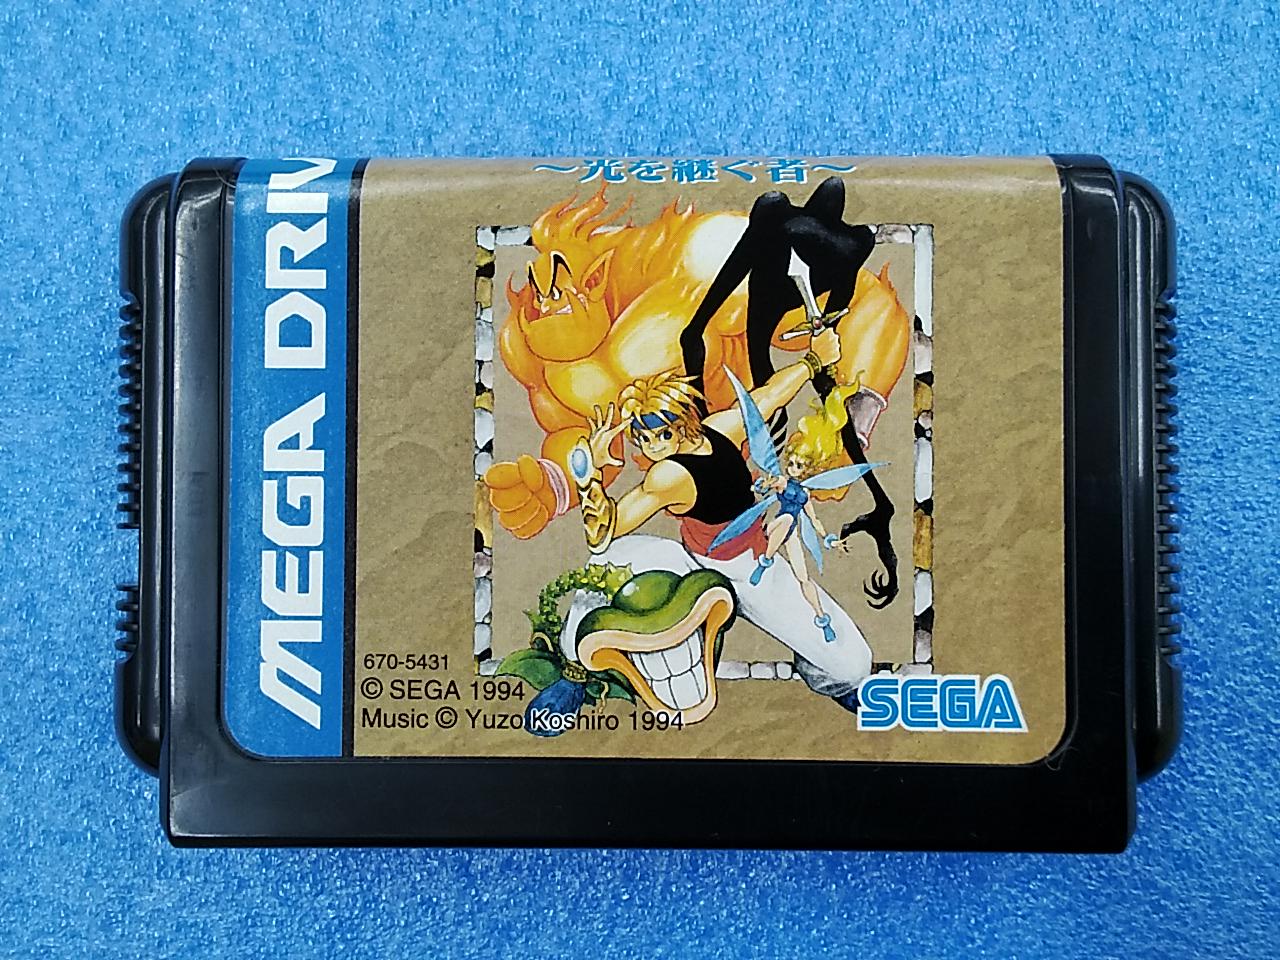 ～光を継ぐ者～
MEGA DRIV
670-5431
© SEGA 1994
Music © Yuzo Koshiro 1994
SEGA